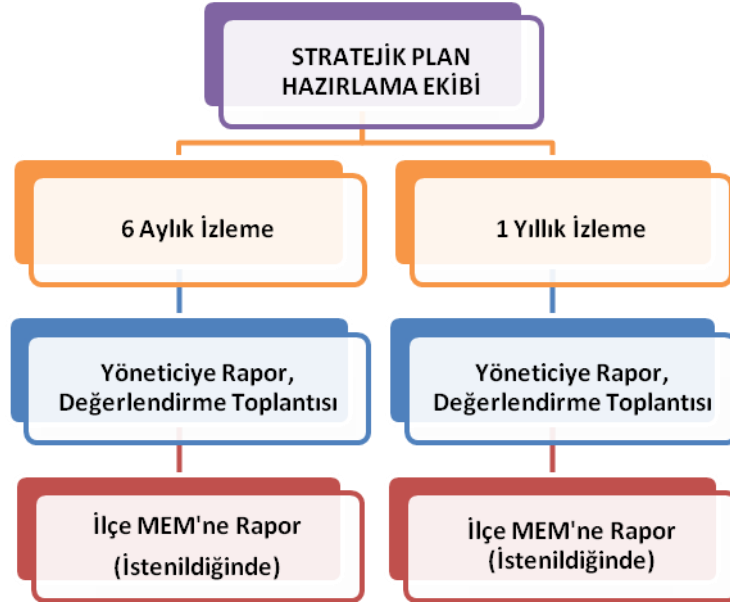 STRATEJİK PLAN
HAZIRLAMA EKİBİ
6 Aylık İzleme
1 Yıllık İzleme
Yöneticiye Rapor,
Değerlendirme Toplantısı
Yöneticiye Rapor,
Değerlendirme Toplantısı
İlçe MEM'ne Rapor
(İstenildiğinde)
İlçe MEM'ne Rapor
(İstenildiğinde)